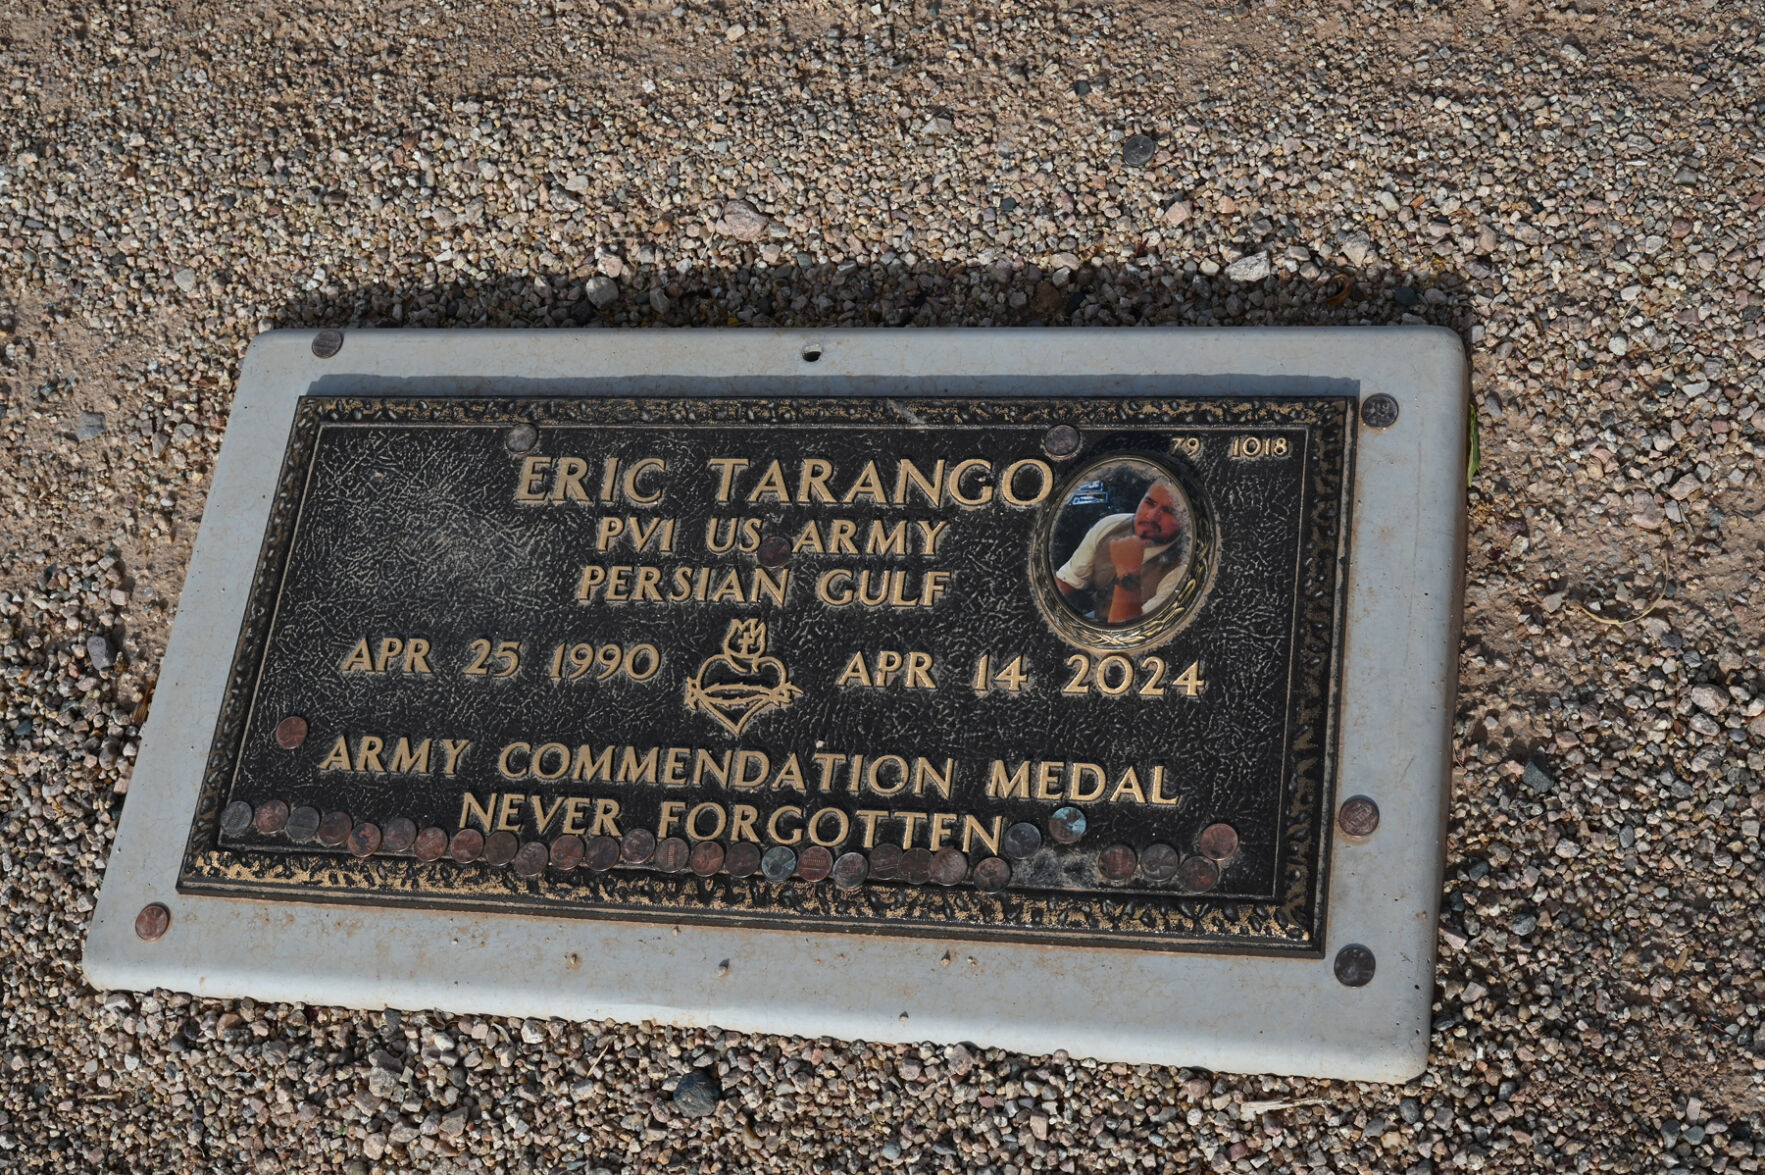 79 1018
ERIC TARANGO
PV1 US ARMY
PERSIAN GULF
APR 25 1990 APR 14 2024
ARMY COMMENDATION MEDAL
NEVER FORGOTTEN